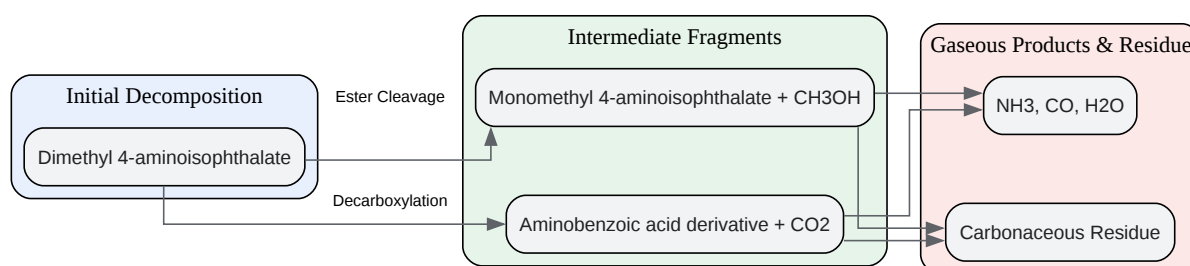 Initial Decomposition
Dimethyl 4-aminoisophthalate
Ester Cleavage
Decarboxylation
Intermediate Fragments
Monomethyl 4-aminoisophthalate + CH3OH
Aminobenzoic acid derivative + CO2
Gaseous Products & Residue
NH3, CO, H2O
Carbonaceous Residue